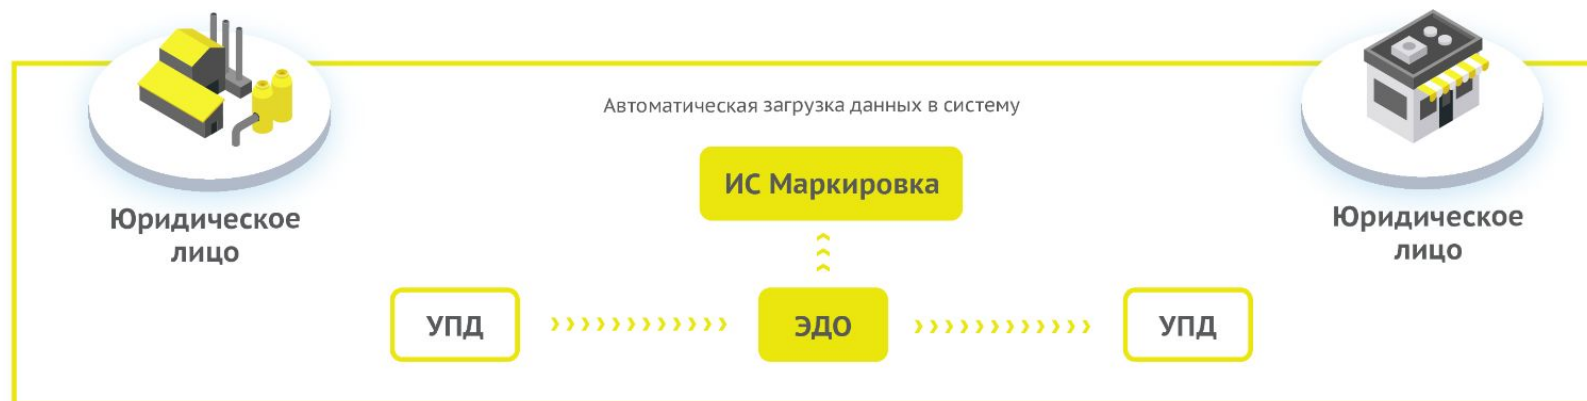 Автоматическая загрузка данных в систему
ИС Маркировка
Юридическое
лицо
Юридическое
лицо
УПД
ЭДО
УПД